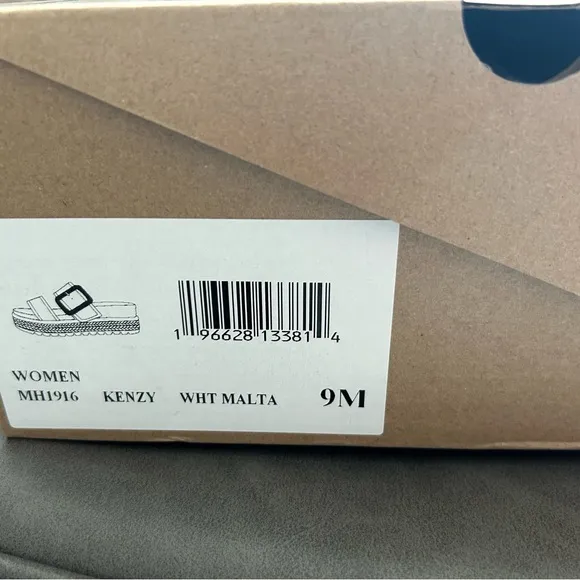 1 96628 13381 4
WOMEN
MH1916 KENZY WHT MALTA 9M